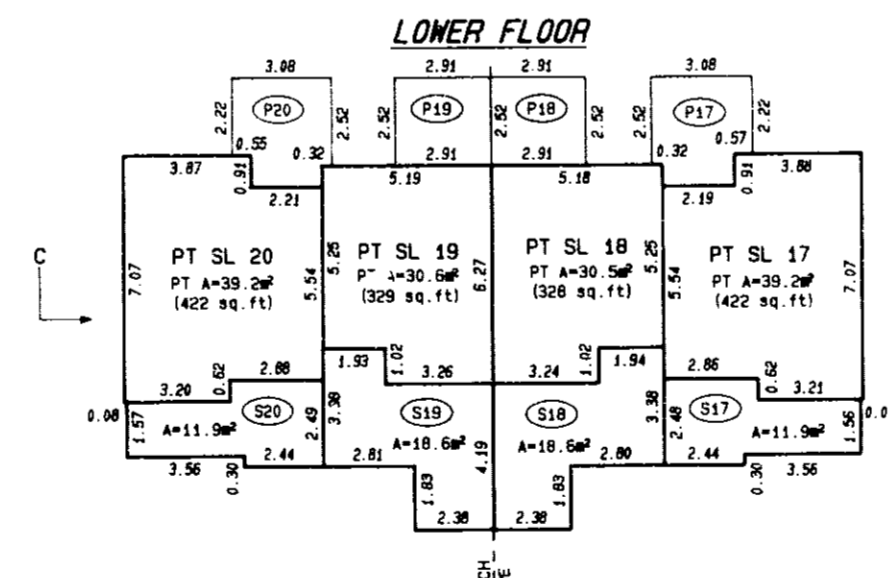 LOWER FLOOR
3.08 2.91 2.91 3.08
2.22 P20 2.52 2.52 P19 2.52 P18 2.52 2.52 P17 2.22
0.55 0.32 2.91 2.91 0.32 0.57
3.87 0.91 2.21 5.19 5.18 2.19 0.91 3.88
C
7.07 PT SL 20 5.54 5.25 PT SL 19 6.27 PT SL 18 5.25 5.54 PT SL 17 7.07
PT A=39.2m² A=30.6m² PT A=30.5m² PT A=39.2m²
(422 sq.ft) (329 sq.ft) (328 sq.ft) (422 sq.ft)
1.93 1.02 1.02 1.94
3.20 0.62 2.88 3.26 3.24 2.86 0.62 3.21
0.08 1.57 S20 2.49 3.38 S19 S18 3.38 2.48 S17 1.56 0.0
A=11.9m² A=18.6m² 4.19 A=18.6m² A=11.9m²
3.56 0.30 2.44 2.81 2.80 2.44 0.30 3.56
1.83 1.83
2.38 2.38